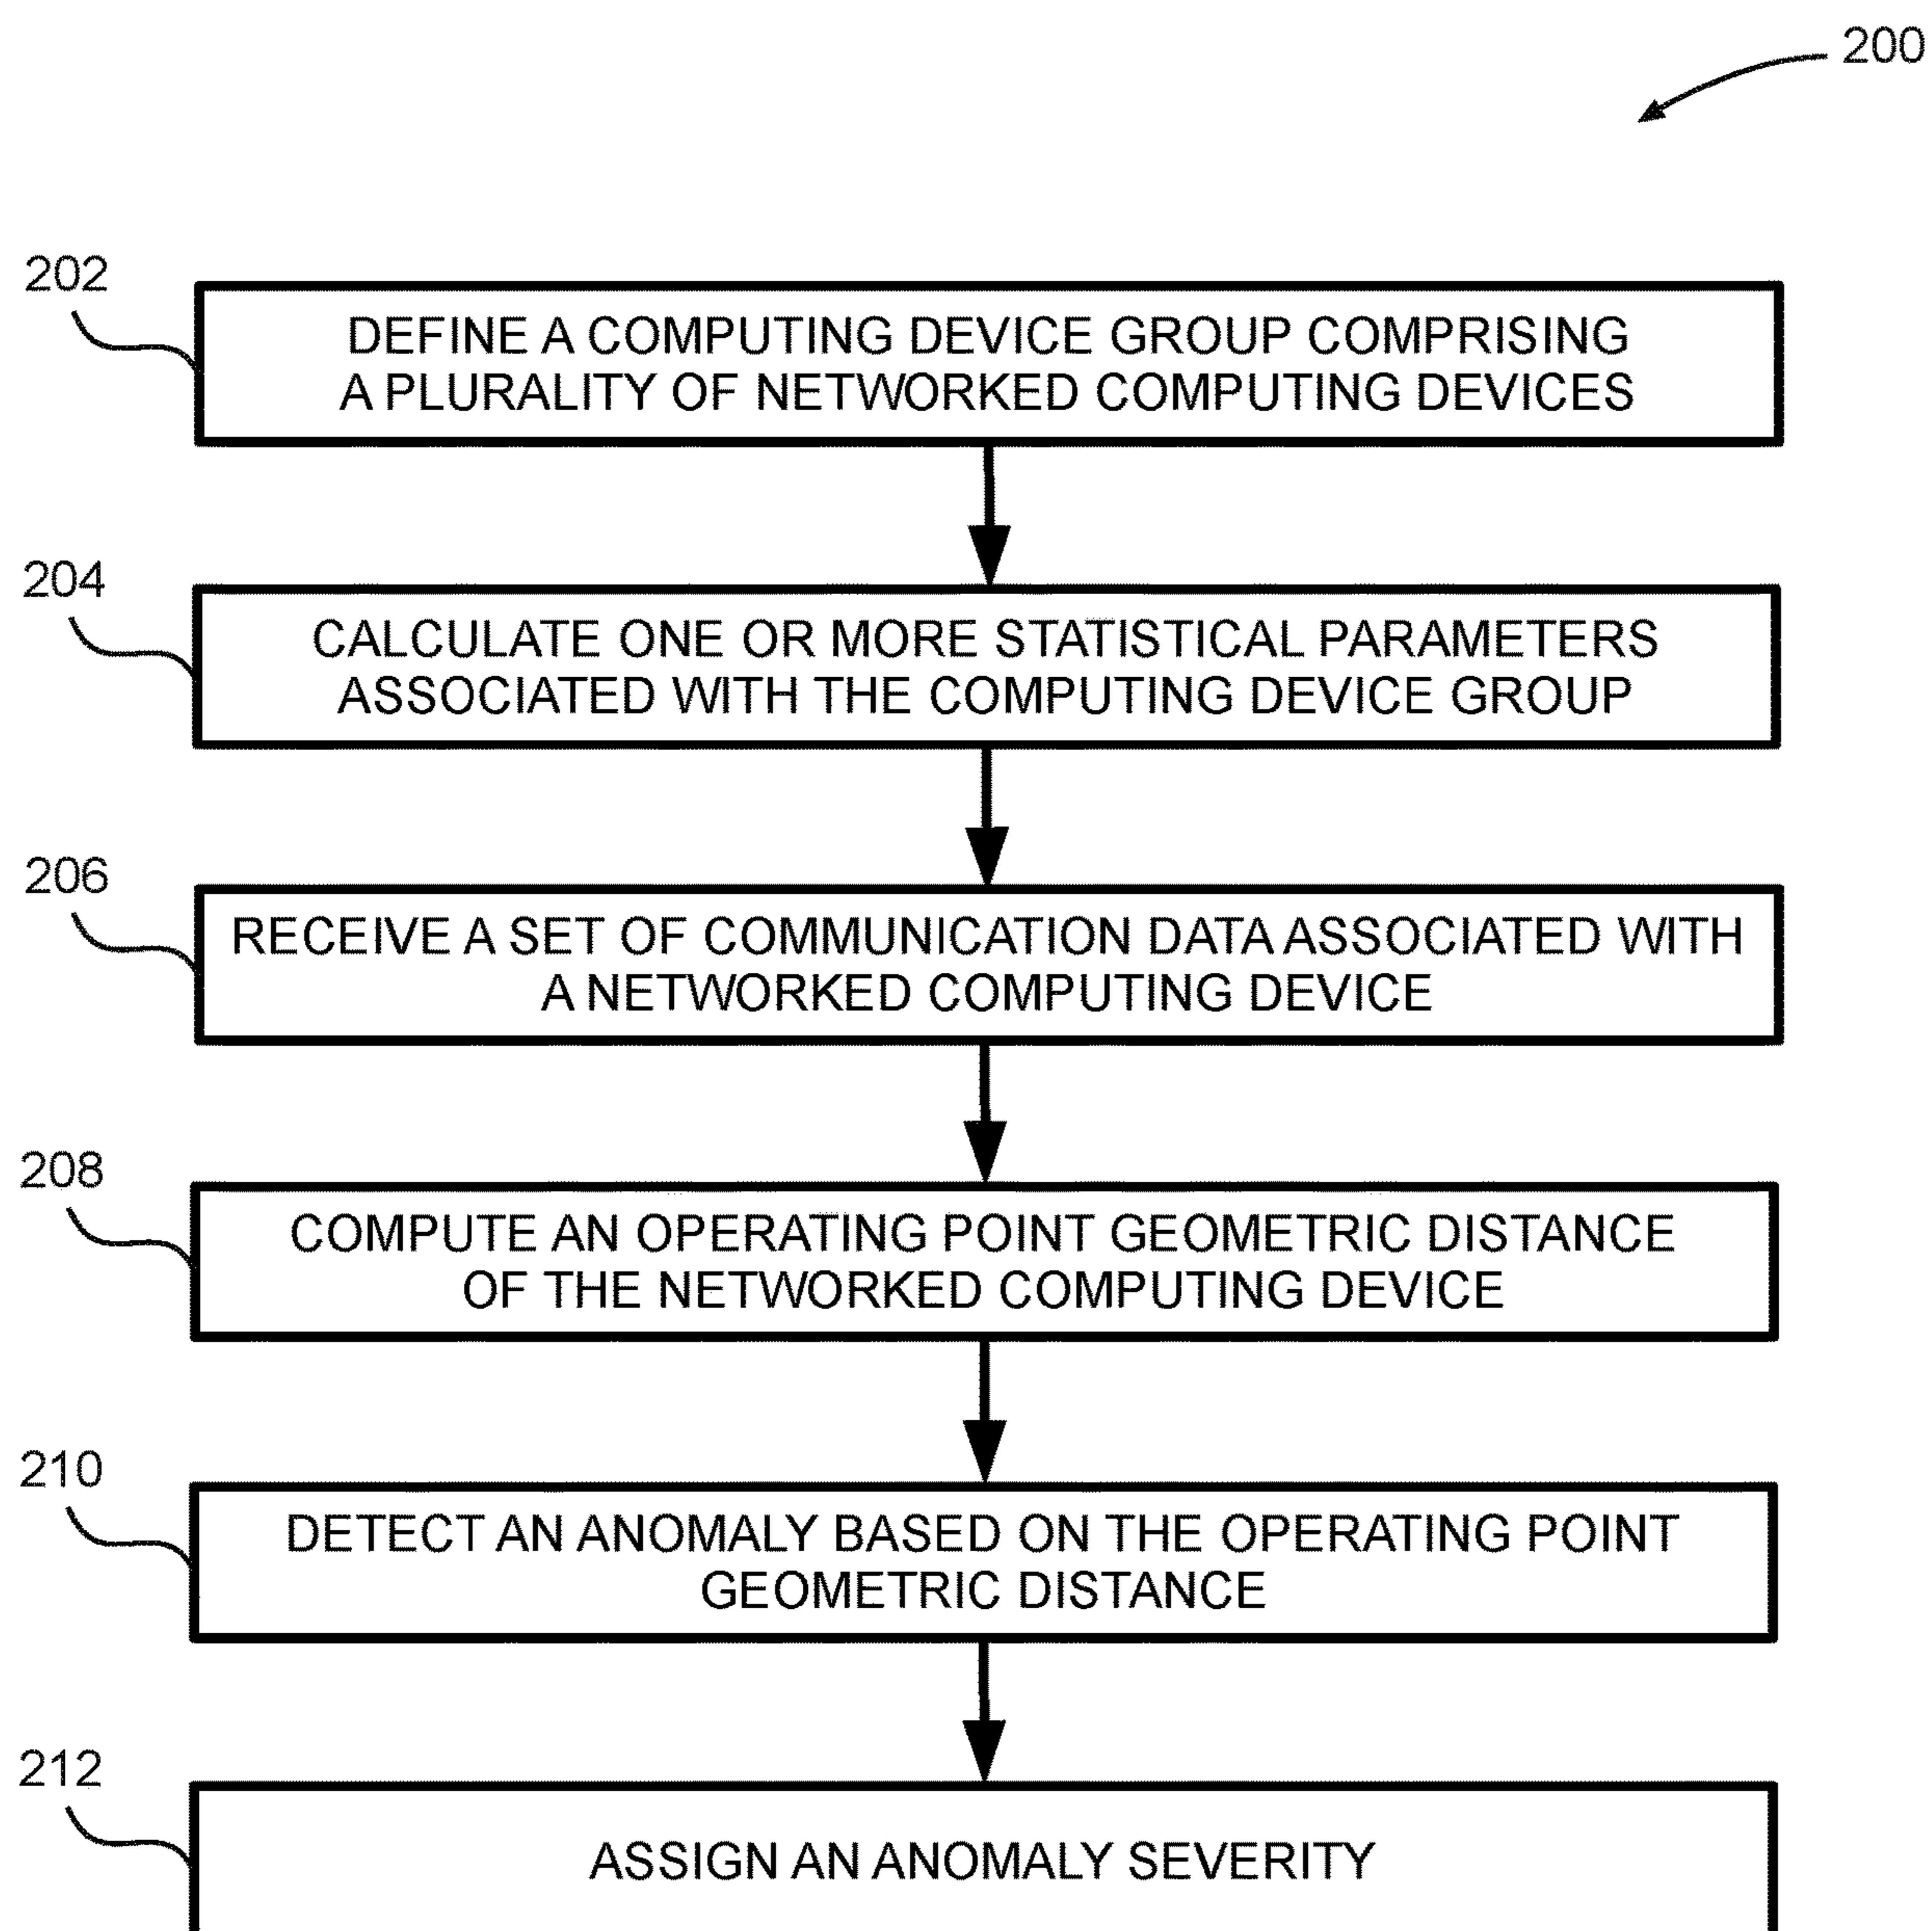 200
202
DEFINE A COMPUTING DEVICE GROUP COMPRISING
A PLURALITY OF NETWORKED COMPUTING DEVICES
204
CALCULATE ONE OR MORE STATISTICAL PARAMETERS
ASSOCIATED WITH THE COMPUTING DEVICE GROUP
206
RECEIVE A SET OF COMMUNICATION DATA ASSOCIATED WITH
A NETWORKED COMPUTING DEVICE
208
COMPUTE AN OPERATING POINT GEOMETRIC DISTANCE
OF THE NETWORKED COMPUTING DEVICE
210
DETECT AN ANOMALY BASED ON THE OPERATING POINT
GEOMETRIC DISTANCE
212
ASSIGN AN ANOMALY SEVERITY